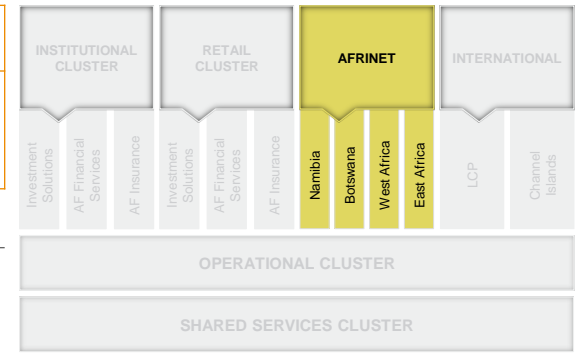 INSTITUTIONAL
CLUSTER
RETAIL
CLUSTER
AFRINET
INTERNATIONAL
Investment
Solutions
AF Financial
Services
AF Insurance
Investment
Solutions
AF Financial
Services
AF Insurance
Namibia
Botswana
West Africa
East Africa
LCP
Channel
Islands
OPERATIONAL CLUSTER
SHARED SERVICES CLUSTER